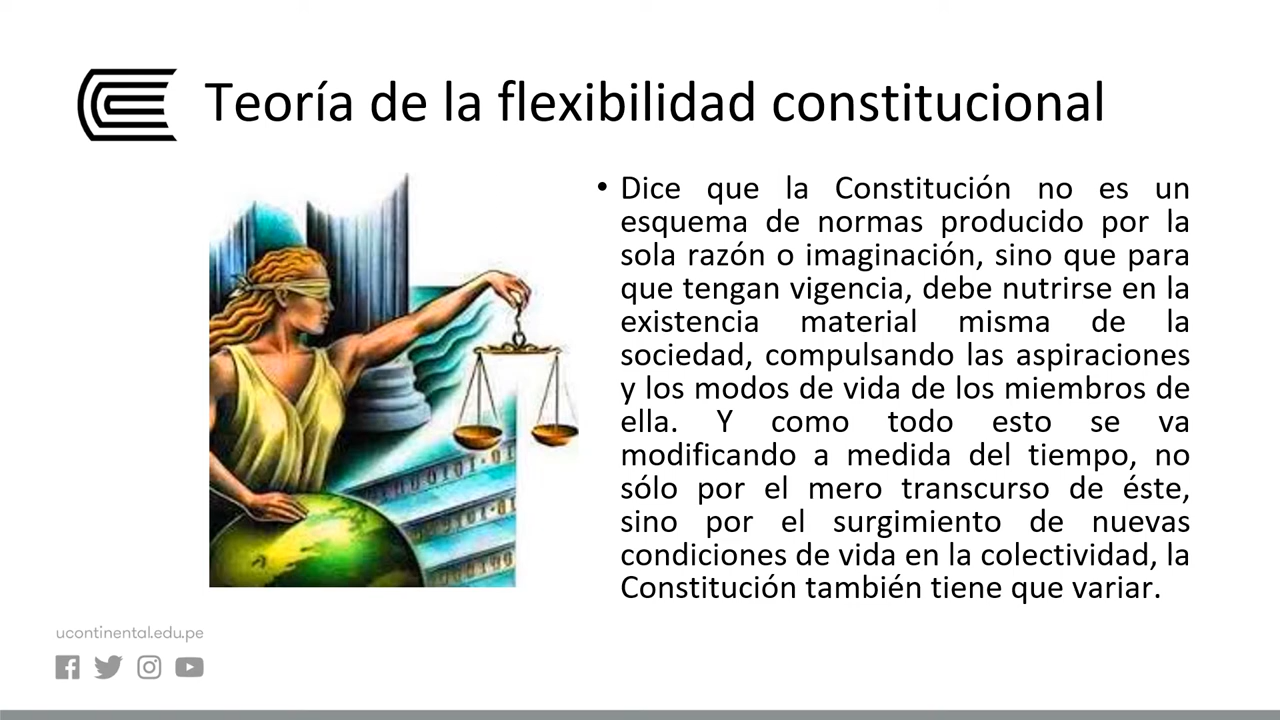 Teoría de la flexibilidad constitucional
• Dice que la Constitución no es un
esquema de normas producido por la
sola razón o imaginación, sino que para
que tengan vigencia, debe nutrirse en la
existencia material misma de la
sociedad, compulsando las aspiraciones
y los modos de vida de los miembros de
ella. Y como todo esto se va
modificando a medida del tiempo, no
sólo por el mero transcurso de éste,
sino por el surgimiento de nuevas
condiciones de vida en la colectividad, la
Constitución también tiene que variar.
ucontinental.edu.pe